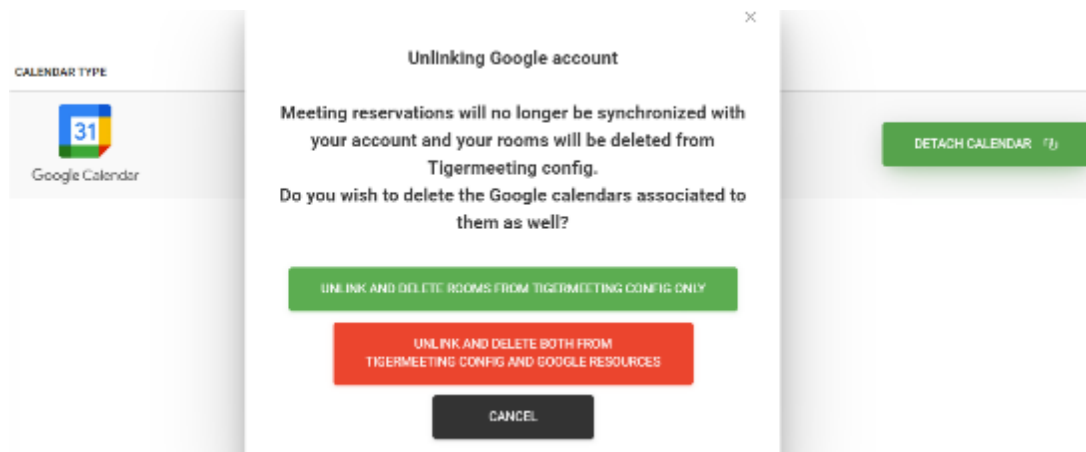 ×
Unlinking Google account
CALENDAR TYPE
31
Google Calendar
Meeting reservations will no longer be synchronized with
your account and your rooms will be deleted from
Tigermeeting config.
Do you wish to delete the Google calendars associated to
them as well?
DETACH CALENDAR
UNLINK AND DELETE ROOMS FROM TIGERMEETING CONFIG ONLY
UNLINK AND DELETE BOTH FROM
TIGERMEETING CONFIG AND GOOGLE RESOURCES
CANCEL